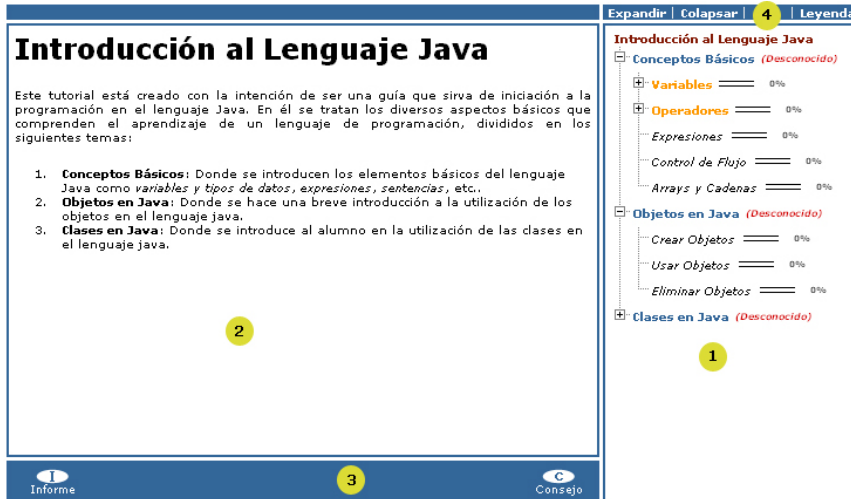 Expandir | Colapsar | 4 | Leyenda
Introducción al Lenguaje Java
Este tutorial está creado con la intención de ser una guía que sirva de iniciación a la
programación en el lenguaje Java. En él se tratan los diversos aspectos básicos que
comprenden el aprendizaje de un lenguaje de programación, divididos en los
siguientes temas:
1. Conceptos Básicos: Donde se introducen los elementos básicos del lenguaje
Java como variables y tipos de datos, expresiones, sentencias, etc..
2. Objetos en Java: Donde se hace una breve introducción a la utilización de los
objetos en el lenguaje java.
3. Clases en Java: Donde se introduce al alumno en la utilización de las clases en
el lenguaje java.
2
Introducción al Lenguaje Java
Conceptos Básicos (Desconocido)
Variables 0%
Operadores 0%
Expresiones 0%
Control de Flujo 0%
Arrays y Cadenas 0%
Objetos en Java (Desconocido)
Crear Objetos 0%
Usar Objetos 0%
Eliminar Objetos 0%
Clases en Java (Desconocido)
1
I
Informe
3
C
Consejo